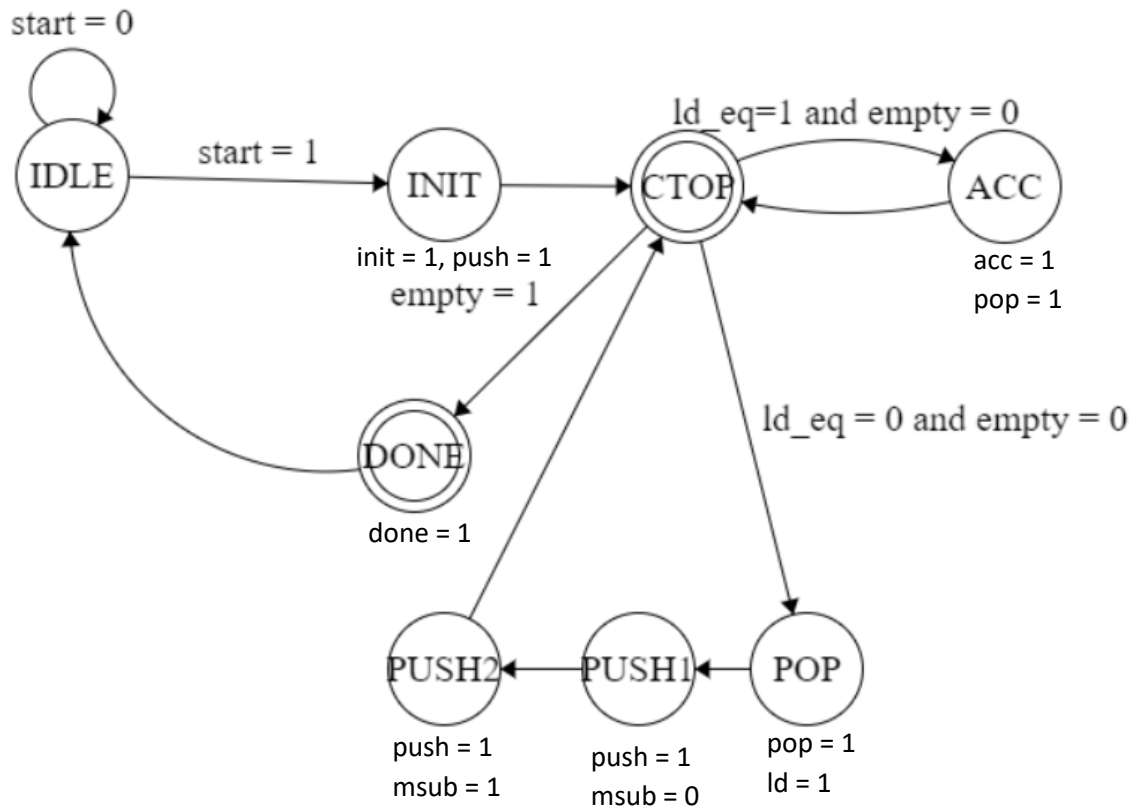 start = 0
IDLE
start = 1
INIT
init = 1, push = 1
CTOP
ld_eq=1 and empty = 0
ACC
acc = 1
pop = 1
empty = 1
DONE
done = 1
ld_eq = 0 and empty = 0
PUSH2
push = 1
msub = 1
PUSH1
push = 1
msub = 0
POP
pop = 1
ld = 1